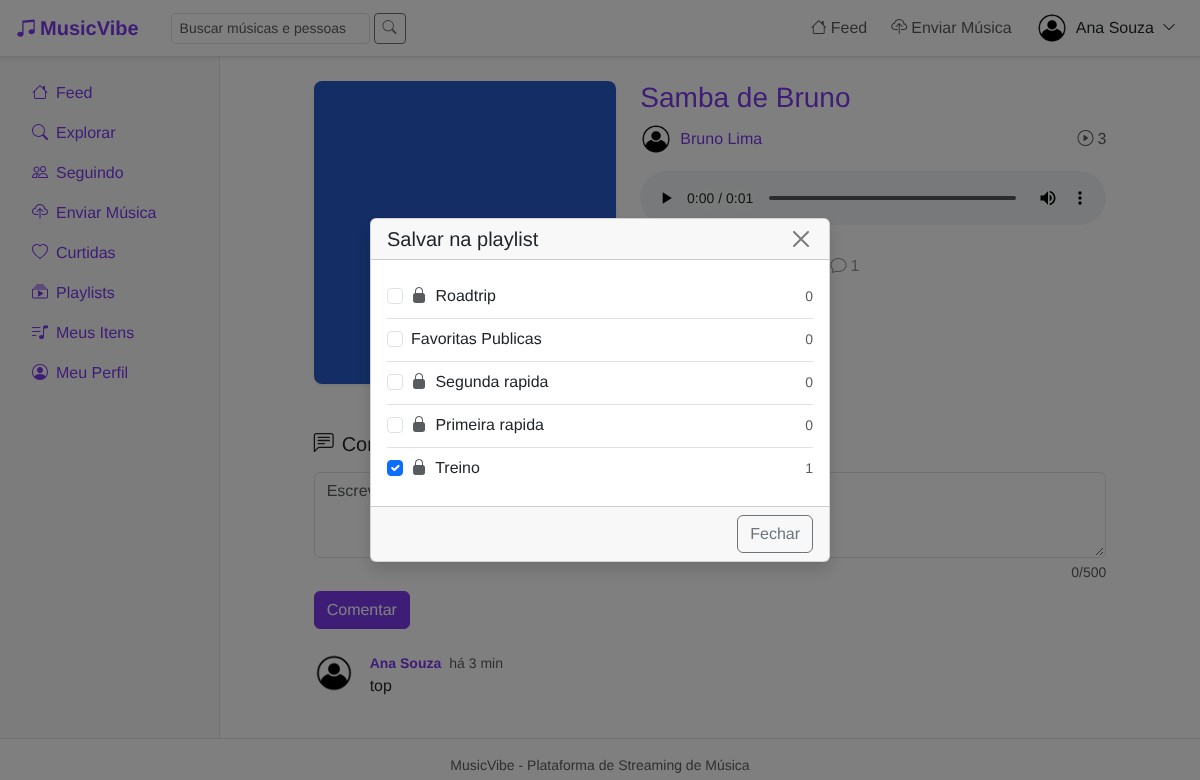 MusicVibe
Buscar músicas e pessoas
Feed
Enviar Música
Ana Souza
Feed
Explorar
Seguindo
Enviar Música
Curtidas
Playlists
Meus Itens
Meu Perfil
Samba de Bruno
Bruno Lima
3
0:00 / 0:01
1
Salvar na playlist
Roadtrip 0
Favoritas Publicas 0
Segunda rapida 0
Primeira rapida 0
Treino 1
Fechar
0/500
Comentar
Ana Souza há 3 min
top
MusicVibe - Plataforma de Streaming de Música